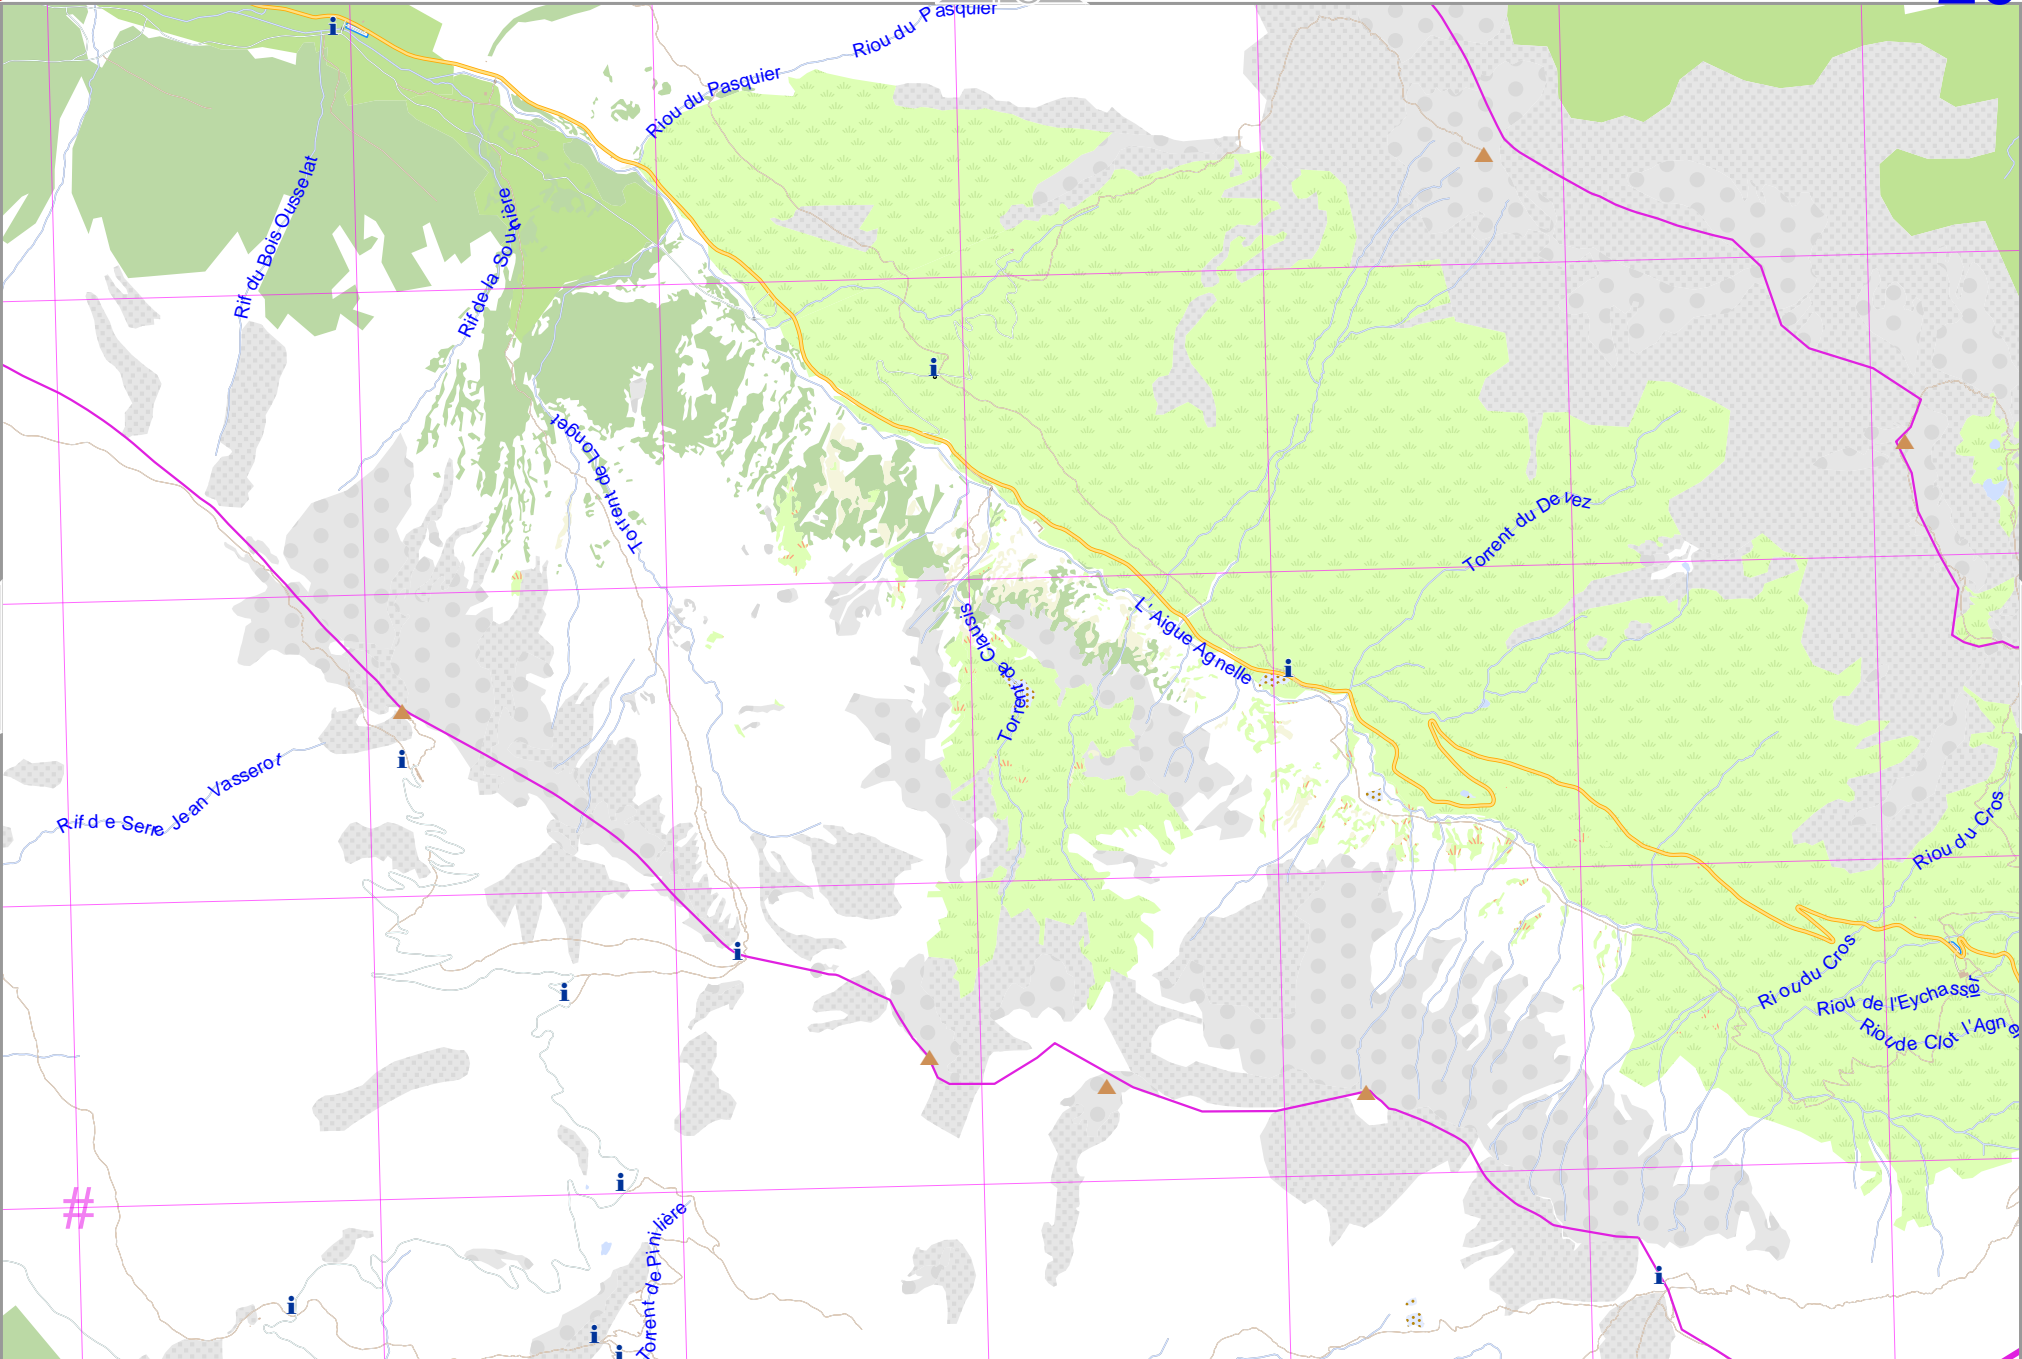 Riou du Pasquier
Riou du Pasquier
Rif du Bois Ousselat
Rif de la Sounière
Torrent de Longet
Torrent du Devez
L'Aigue Agnelle
Torrent de Clausis
Rif de Serre Jean Vasserot
Riou du Cros
Riou du Cros
Riou de l'Eychassier
Riou de Clot l'Agnel
#
Torrent de Pinilière